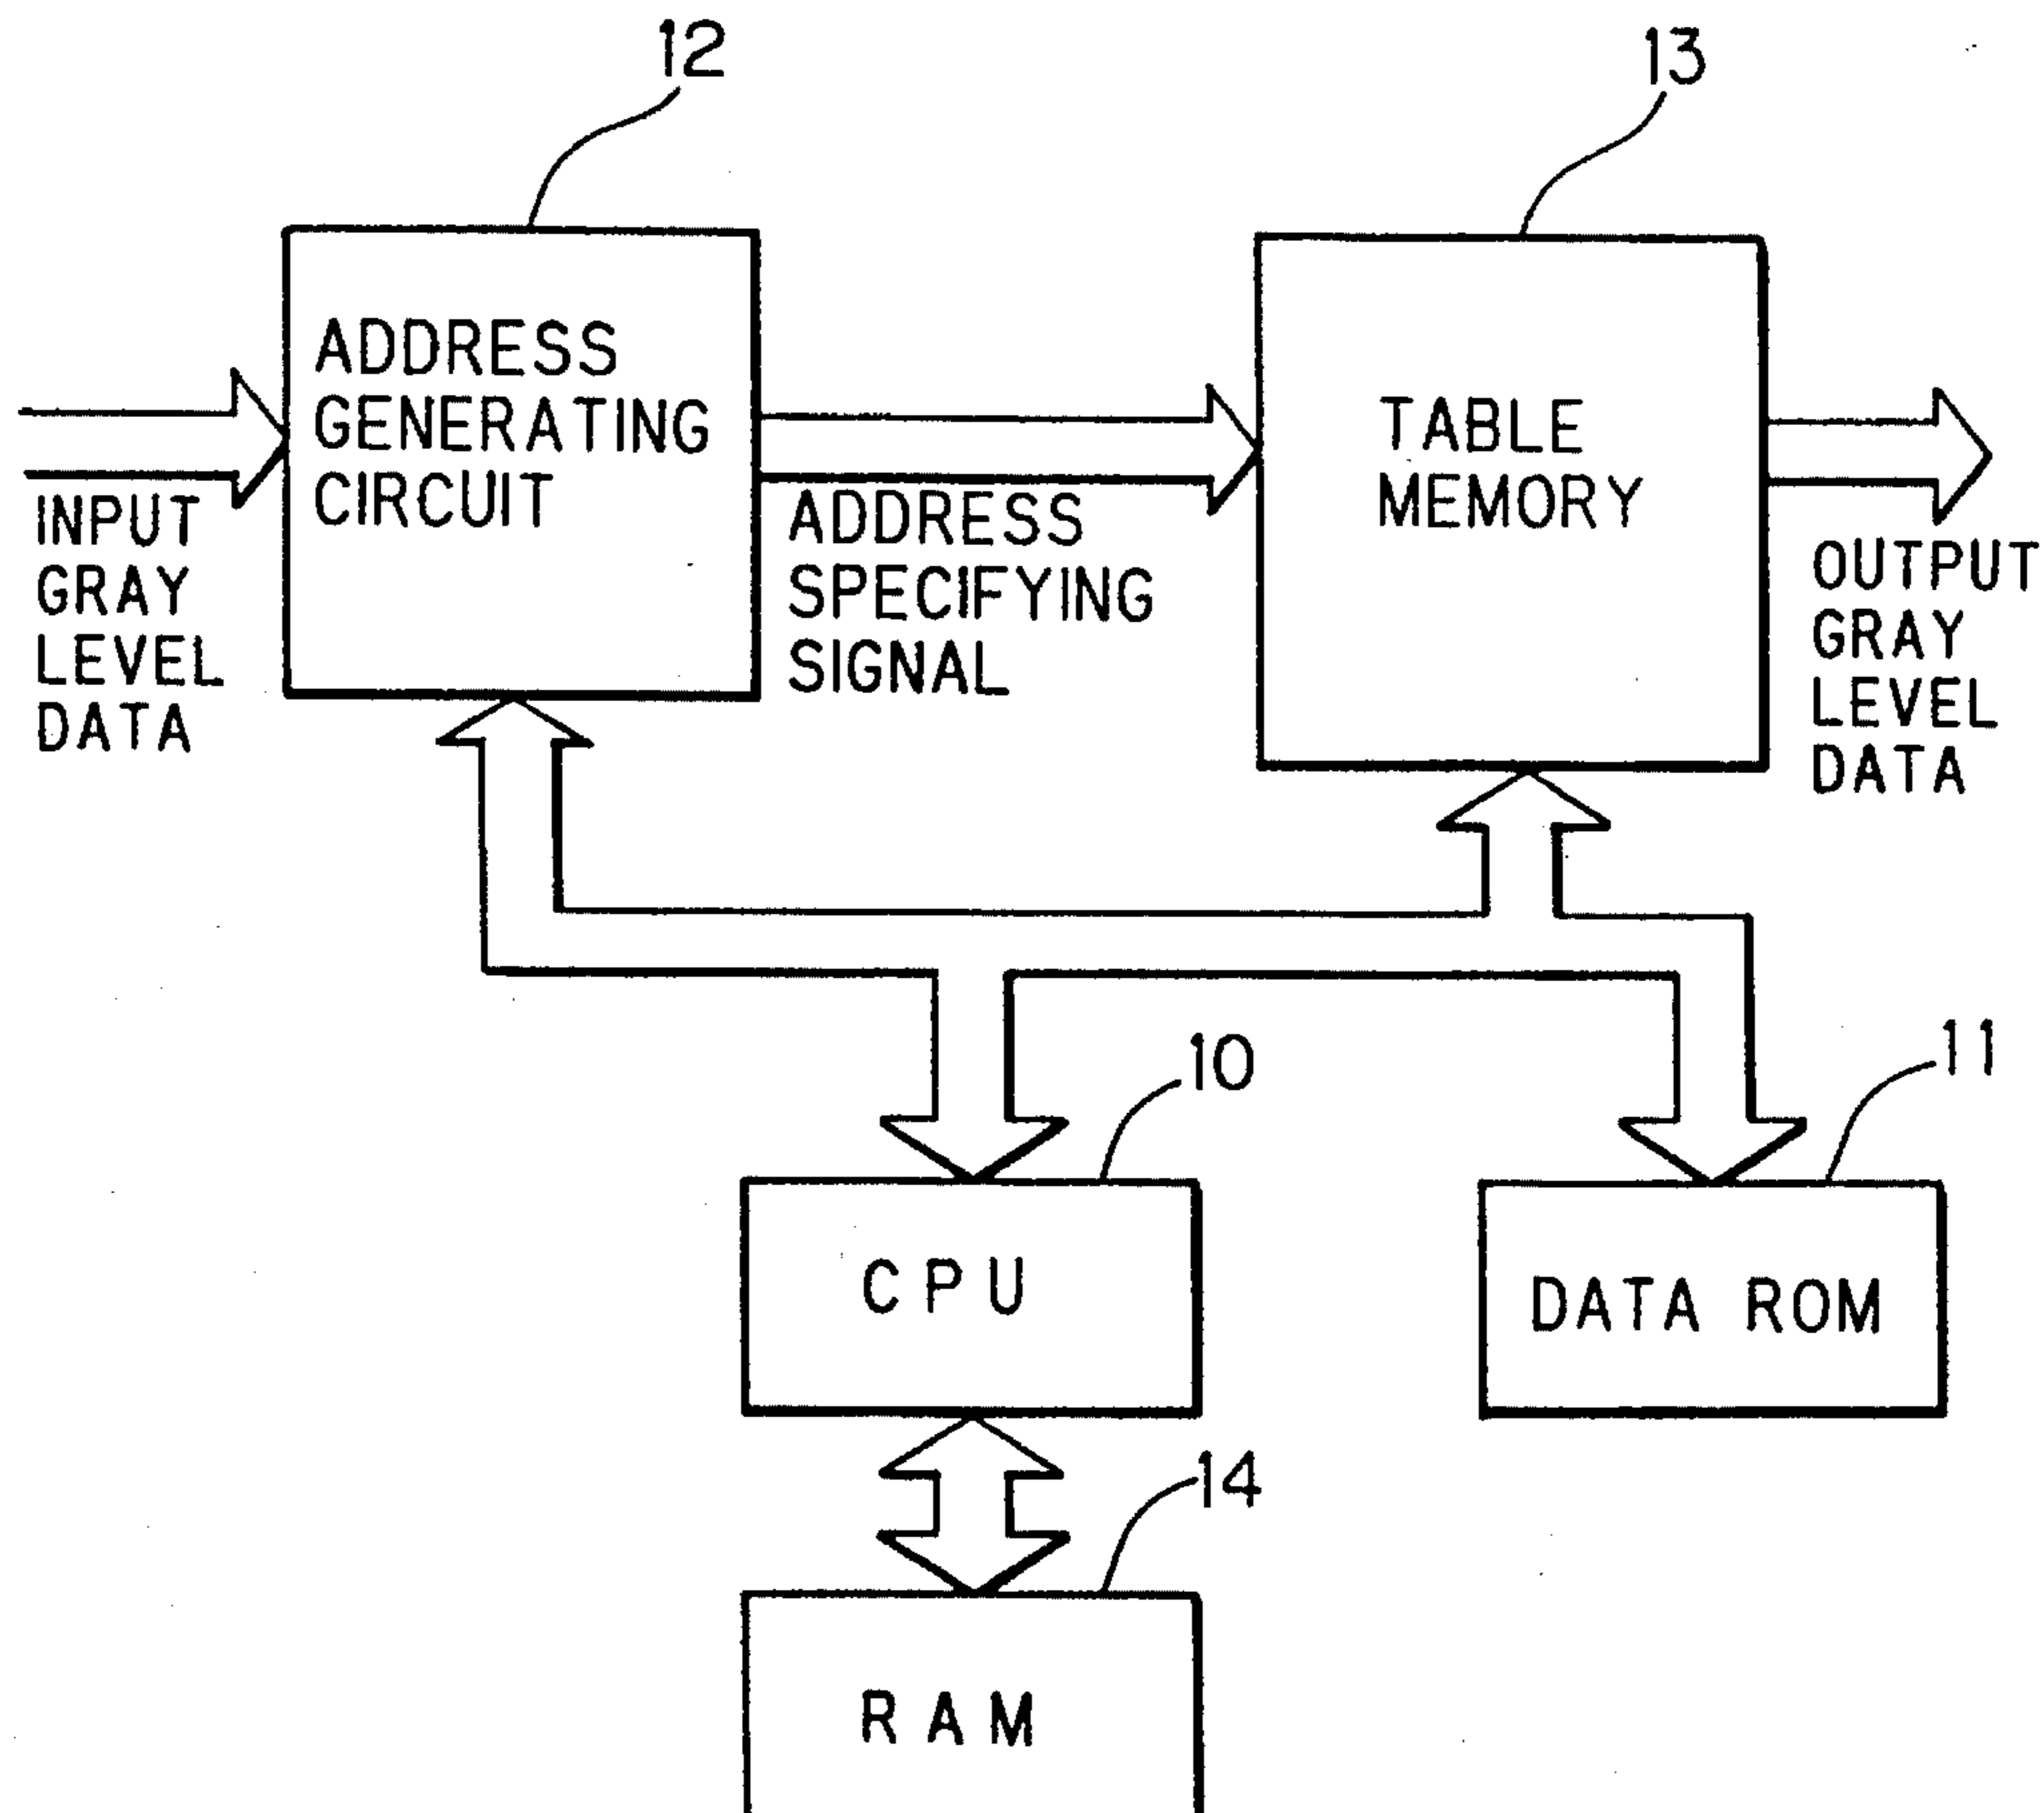 12
13
ADDRESS
GENERATING
CIRCUIT
TABLE
MEMORY
INPUT
GRAY
LEVEL
DATA
ADDRESS
SPECIFYING
SIGNAL
OUTPUT
GRAY
LEVEL
DATA
10
11
CPU
DATA ROM
14
RAM